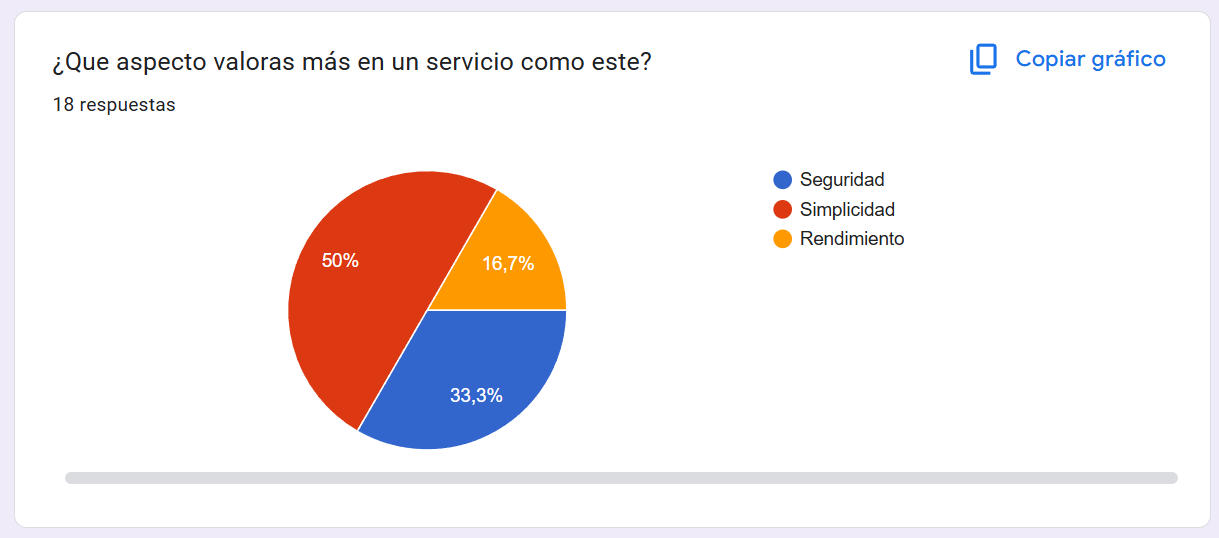 ¿Que aspecto valoras más en un servicio como este?
Copiar gráfico
18 respuestas
Seguridad
Simplicidad
Rendimiento
50%
16,7%
33,3%